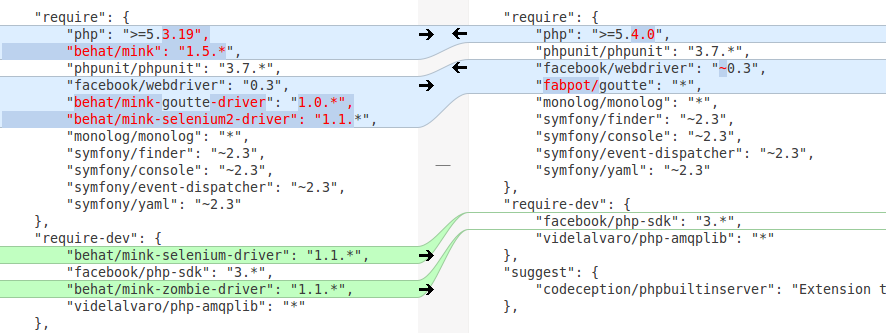 "require": {
"php": ">=5.3.19",
"behat/mink": "1.5.*",
"phpunit/phpunit": "3.7.*",
"facebook/webdriver": "0.3",
"behat/mink-goutte-driver": "1.0.*",
"behat/mink-selenium2-driver": "1.1.*",
"monolog/monolog": "*",
"symfony/finder": "~2.3",
"symfony/console": "~2.3",
"symfony/event-dispatcher": "~2.3",
"symfony/yaml": "~2.3"
},
"require-dev": {
"behat/mink-selenium-driver": "1.1.*",
"facebook/php-sdk": "3.*",
"behat/mink-zombie-driver": "1.1.*",
"videlalvaro/php-amqplib": "*"
},
"require": {
"php": ">=5.4.0",
"phpunit/phpunit": "3.7.*",
"facebook/webdriver": "~0.3",
"fabpot/goutte": "*",
"monolog/monolog": "*",
"symfony/finder": "~2.3",
"symfony/console": "~2.3",
"symfony/event-dispatcher": "~2.3",
"symfony/yaml": "~2.3"
},
"require-dev": {
"facebook/php-sdk": "3.*",
"videlalvaro/php-amqplib": "*"
},
"suggest": {
"codeception/phpbuiltinserver": "Extension t
},